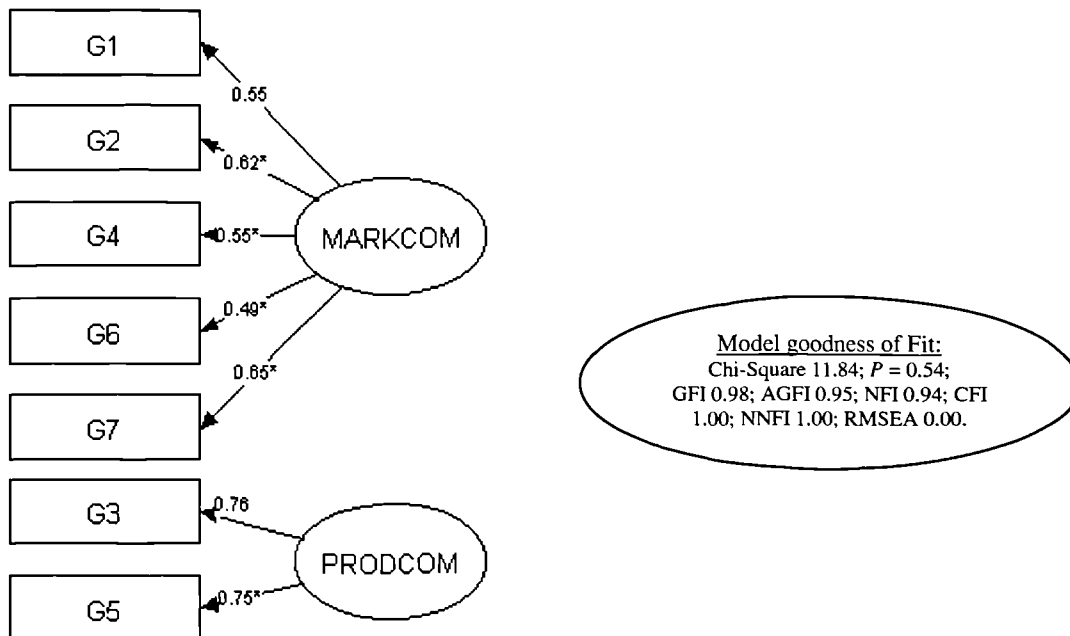 G1
0.55
G2
0.62*
G4
0.55*
MARKCOM
G6
0.49*
G7
0.65*
Model goodness of Fit:
Chi-Square 11.84; P = 0.54;
GFI 0.98; AGFI 0.95; NFI 0.94; CFI
1.00; NNFI 1.00; RMSEA 0.00.
G3
0.76
PRODCOM
G5
0.75*